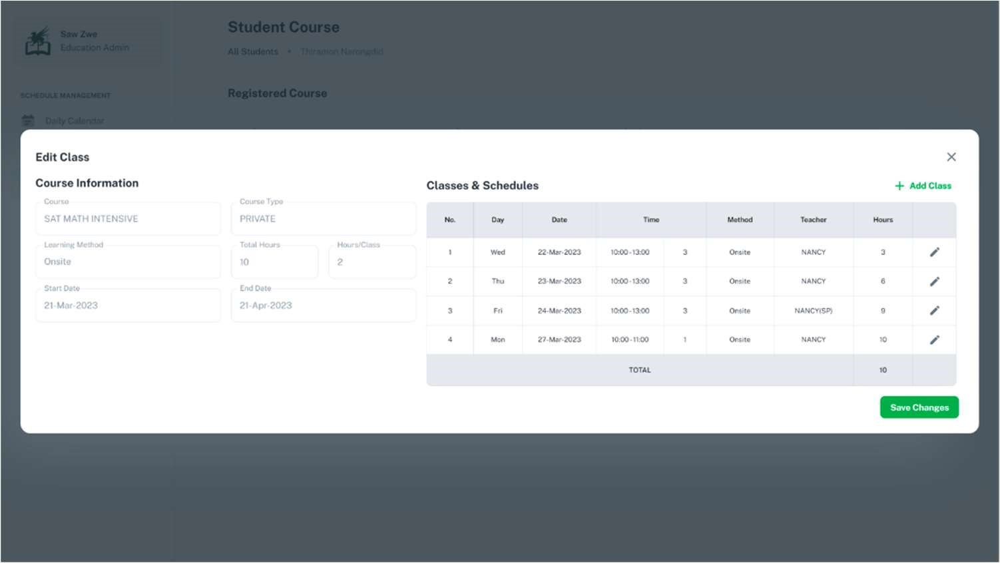 Saw Zwe
Education Admin
SCHEDULE MANAGEMENT
Daily Calendar
Student Course
All Students • Thiramon Narongdid
Registered Course
Edit Class
Course Information
Course
SAT MATH INTENSIVE
Course Type
PRIVATE
Learning Method
Onsite
Total Hours
10
Hours/Class
2
Start Date
21-Mar-2023
End Date
21-Apr-2023
Classes & Schedules
+ Add Class
No. Day Date Time Method Teacher Hours
1 Wed 22-Mar-2023 10:00-13:00 3 Onsite NANCY 3
2 Thu 23-Mar-2023 10:00-13:00 3 Onsite NANCY 6
3 Fri 24-Mar-2023 10:00-13:00 3 Onsite NANCY(SP) 9
4 Mon 27-Mar-2023 10:00-11:00 1 Onsite NANCY 10
TOTAL 10
Save Changes